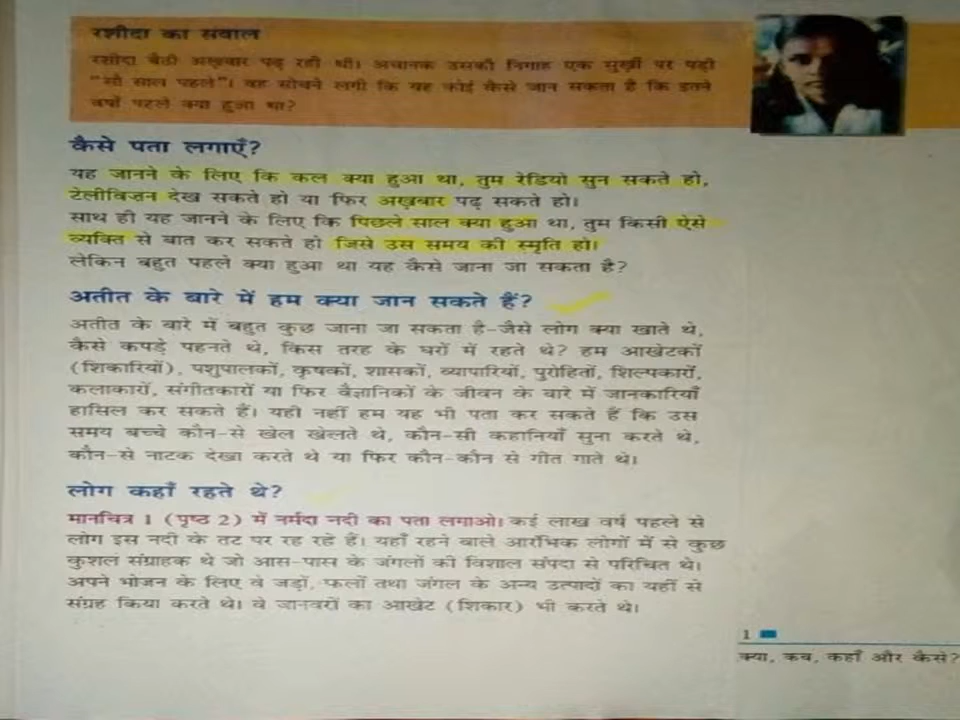 रशीदा का सवाल
रशीदा बैठी अख़बार पढ़ रही थी। अचानक उसकी निगाह एक सुर्खी पर पड़ी
"सौ साल पहले"। वह सोचने लगी कि यह कोई कैसे जान सकता है कि इतने
वर्षों पहले क्या हुआ था?
कैसे पता लगाएँ?
यह जानने के लिए कि कल क्या हुआ था, तुम रेडियो सुन सकते हो,
टेलीविज़न देख सकते हो या फिर अख़बार पढ़ सकते हो।
साथ ही यह जानने के लिए कि पिछले साल क्या हुआ था, तुम किसी ऐसे
व्यक्ति से बात कर सकते हो जिसे उस समय की स्मृति हो।
लेकिन बहुत पहले क्या हुआ था यह कैसे जाना जा सकता है?
अतीत के बारे में हम क्या जान सकते हैं?
अतीत के बारे में बहुत कुछ जाना जा सकता है-जैसे लोग क्या खाते थे,
कैसे कपड़े पहनते थे, किस तरह के घरों में रहते थे? हम आखेटकों
(शिकारियों), पशुपालकों, कृषकों, शासकों, व्यापारियों, पुरोहितों, शिल्पकारों,
कलाकारों, संगीतकारों या फिर वैज्ञानिकों के जीवन के बारे में जानकारियाँ
हासिल कर सकते हैं। यही नहीं हम यह भी पता कर सकते हैं कि उस
समय बच्चे कौन-से खेल खेलते थे, कौन-सी कहानियाँ सुना करते थे,
कौन-से नाटक देखा करते थे या फिर कौन-कौन से गीत गाते थे।
लोग कहाँ रहते थे?
मानचित्र 1 (पृष्ठ 2) में नर्मदा नदी का पता लगाओ। कई लाख वर्ष पहले से
लोग इस नदी के तट पर रह रहे हैं। यहाँ रहने वाले आरंभिक लोगों में से कुछ
कुशल संग्राहक थे जो आस-पास के जंगलों की विशाल संपदा से परिचित थे।
अपने भोजन के लिए वे जड़ों, फलों तथा जंगल के अन्य उत्पादों का यहीं से
संग्रह किया करते थे। वे जानवरों का आखेट (शिकार) भी करते थे।
1
क्या, कब, कहाँ और कैसे?